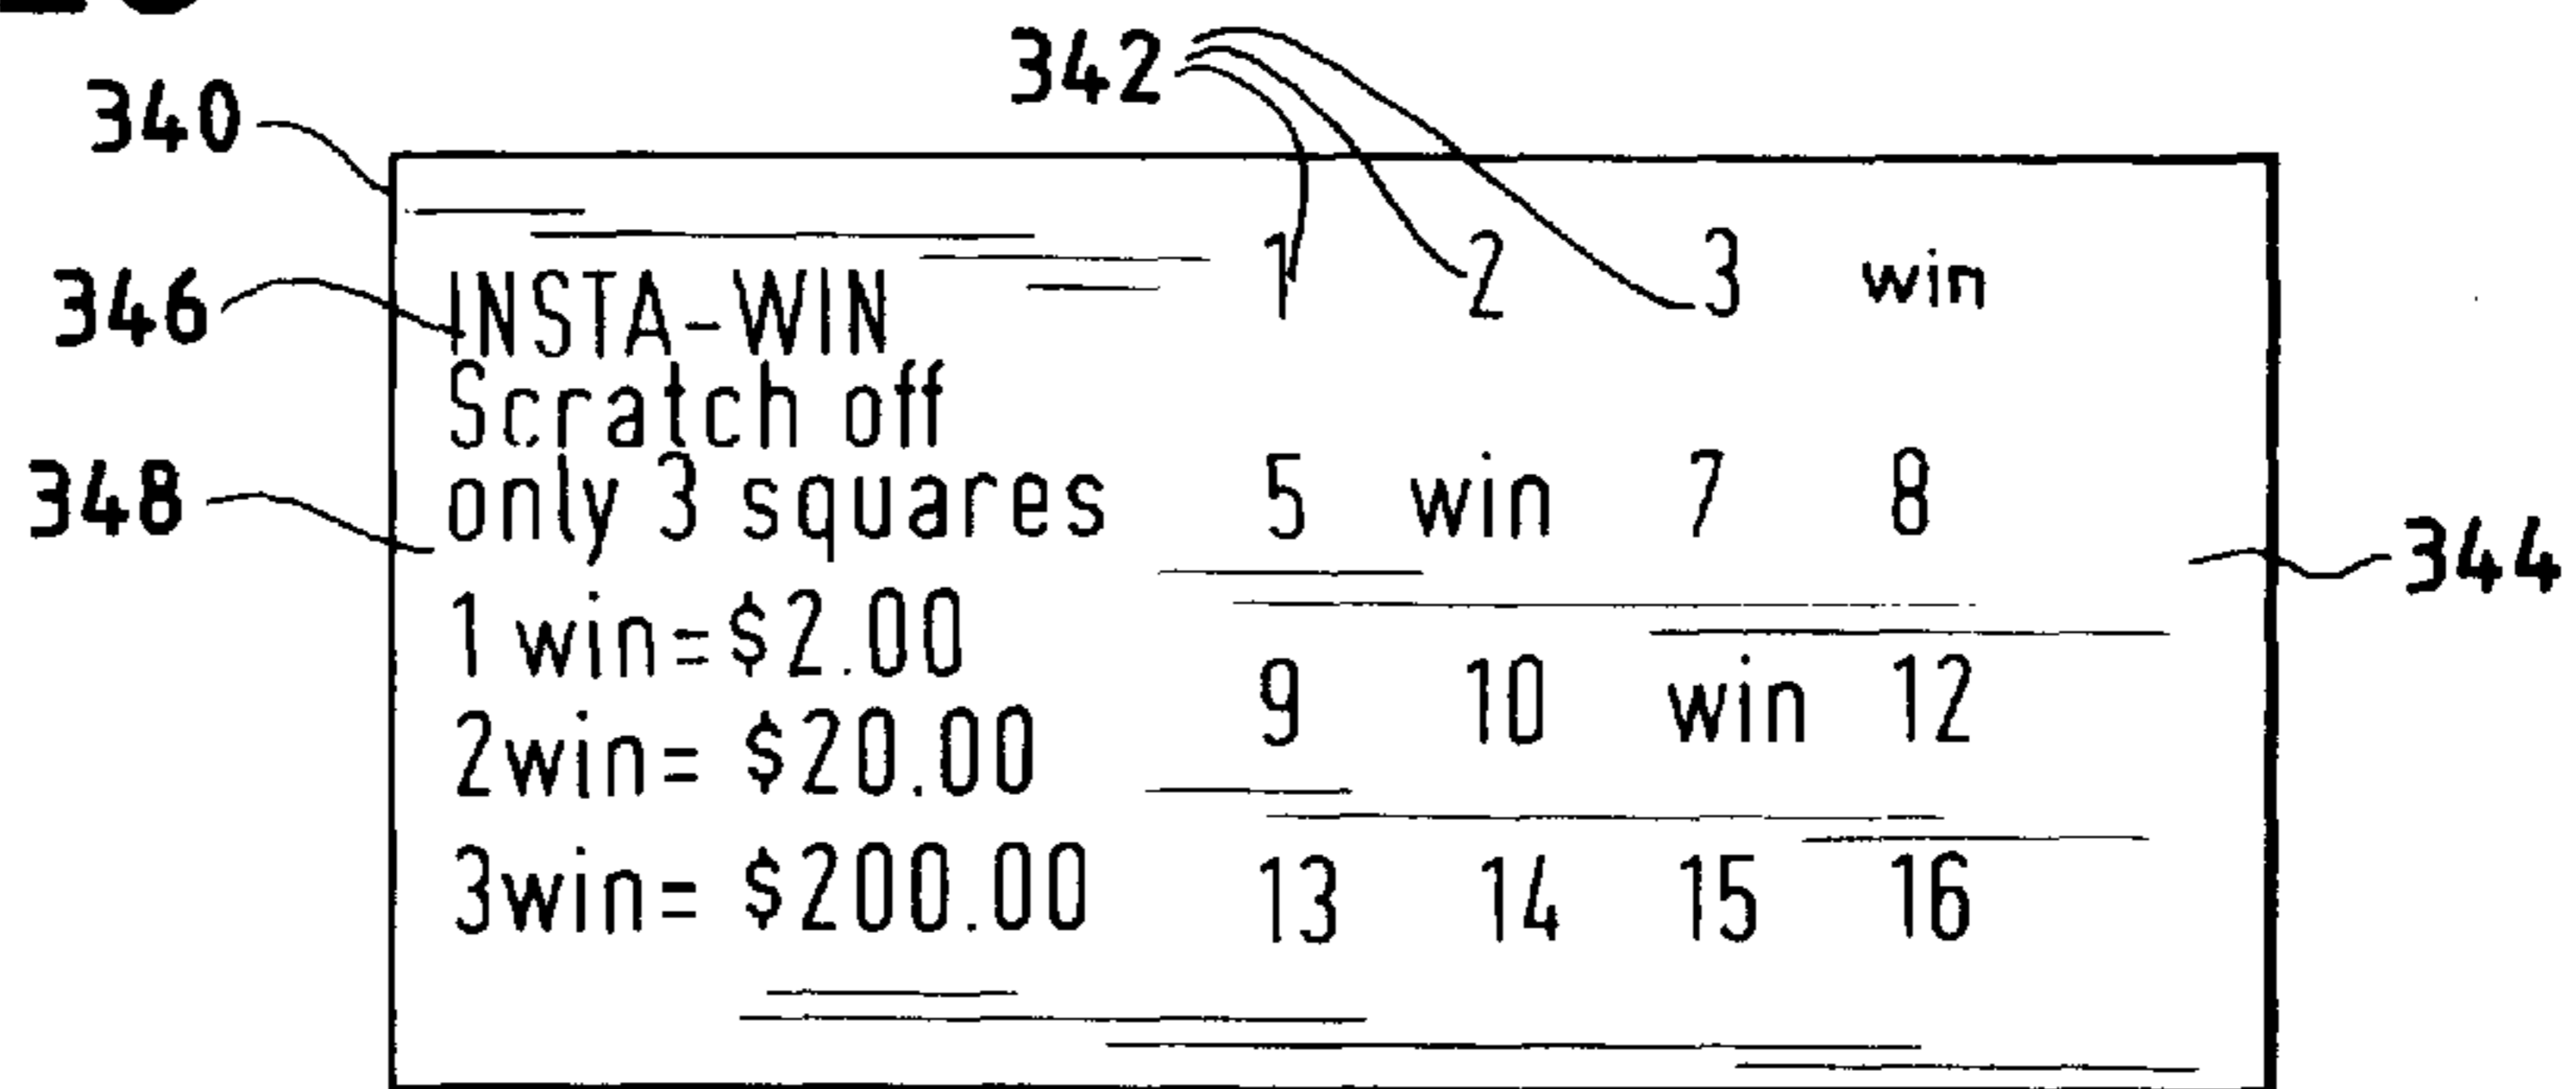 342
340
1 2 3 win
346
INSTA-WIN
Scratch off
348
only 3 squares
5 win 7 8
344
1 win=$2.00
9 10 win 12
2win= $20.00
3win= $200.00
13 14 15 16